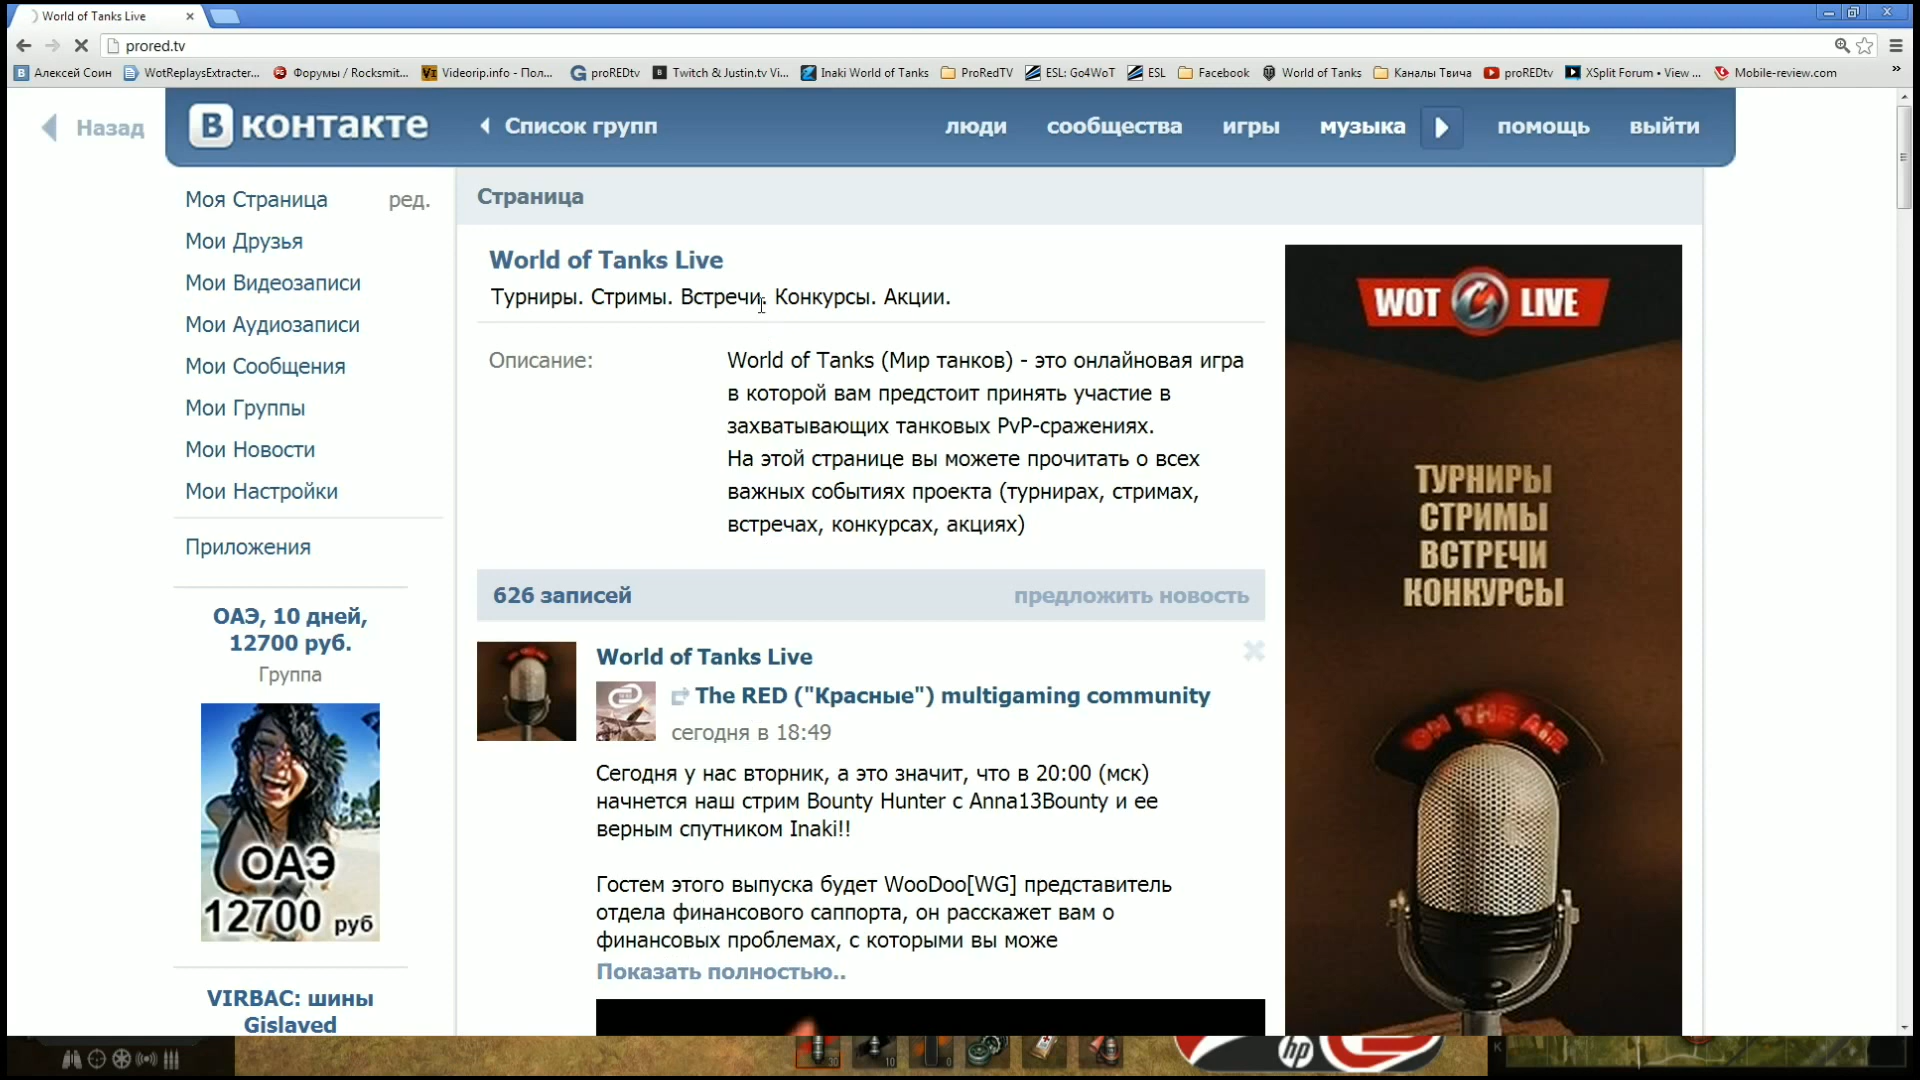 World of Tanks Live
prored.tv
Алексей Соин
WotReplaysExtracter...
Форумы / Rocksmit...
Videorip.info - Пол...
proREDtv
Twitch & Justin.tv Vi...
Inaki World of Tanks
ProRedTV
ESL: Go4WoT
ESL
Facebook
World of Tanks
Каналы Твича
proREDtv
XSplit Forum • View ...
Mobile-review.com
»
Назад
В контакте
Список групп
люди
сообщества
игры
музыка
помощь
выйти
Моя Страница
ред.
Мои Друзья
Мои Видеозаписи
Мои Аудиозаписи
Мои Сообщения
Мои Группы
Мои Новости
Мои Настройки
Приложения
ОАЭ, 10 дней,
12700 руб.
Группа
ОАЭ
12700 руб
VIRBAC: шины
Gislaved
Страница
World of Tanks Live
Турниры. Стримы. Встречи. Конкурсы. Акции.
Описание:
World of Tanks (Мир танков) - это онлайновая игра
в которой вам предстоит принять участие в
захватывающих танковых PvP-сражениях.
На этой странице вы можете прочитать о всех
важных событиях проекта (турнирах, стримах,
встречах, конкурсах, акциях)
626 записей
предложить новость
World of Tanks Live
The RED ("Красные") multigaming community
сегодня в 18:49
Сегодня у нас вторник, а это значит, что в 20:00 (мск)
начнется наш стрим Bounty Hunter с Anna13Bounty и ее
верным спутником Inaki!!
Гостем этого выпуска будет WooDoo[WG] представитель
отдела финансового саппорта, он расскажет вам о
финансовых проблемах, с которыми вы може
Показать полностью..
WOT LIVE
ТУРНИРЫ
СТРИМЫ
ВСТРЕЧИ
КОНКУРСЫ
ON THE AIR
30
10
0
hp
K